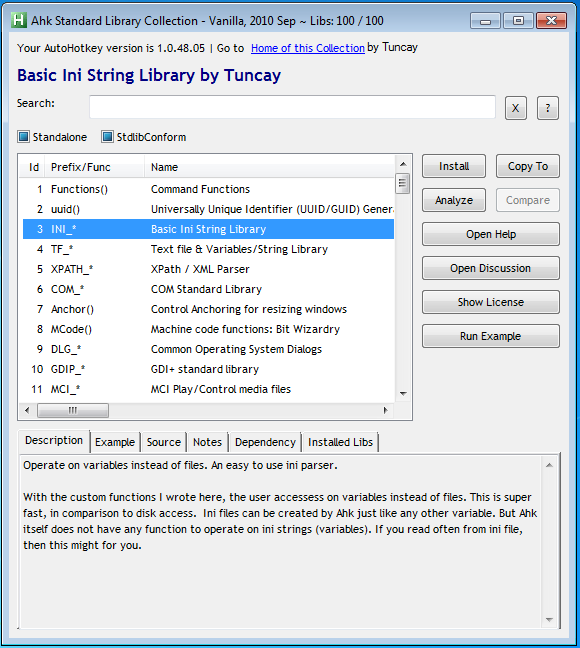 Ahk Standard Library Collection - Vanilla, 2010 Sep ~ Libs: 100 / 100
Your AutoHotkey version is 1.0.48.05 | Go to Home of this Collection by Tuncay
Basic Ini String Library by Tuncay
Search:
X
?
Standalone
StdlibConform
Id Prefix/Func Name
1 Functions() Command Functions
2 uuid() Universally Unique Identifier (UUID/GUID) Gener
3 INI_* Basic Ini String Library
4 TF_* Text file & Variables/String Library
5 XPATH_* XPath / XML Parser
6 COM_* COM Standard Library
7 Anchor() Control Anchoring for resizing windows
8 MCode() Machine code functions: Bit Wizardry
9 DLG_* Common Operating System Dialogs
10 GDIP_* GDI+ standard library
11 MCI_* MCI Play/Control media files
Install
Copy To
Analyze
Compare
Open Help
Open Discussion
Show License
Run Example
Description
Example
Source
Notes
Dependency
Installed Libs
Operate on variables instead of files. An easy to use ini parser.
With the custom functions I wrote here, the user accessess on variables instead of files. This is super
fast, in comparison to disk access.  Ini files can be created by Ahk just like any other variable. But Ahk
itself does not have any function to operate on ini strings (variables). If you read often from ini file,
then this might for you.